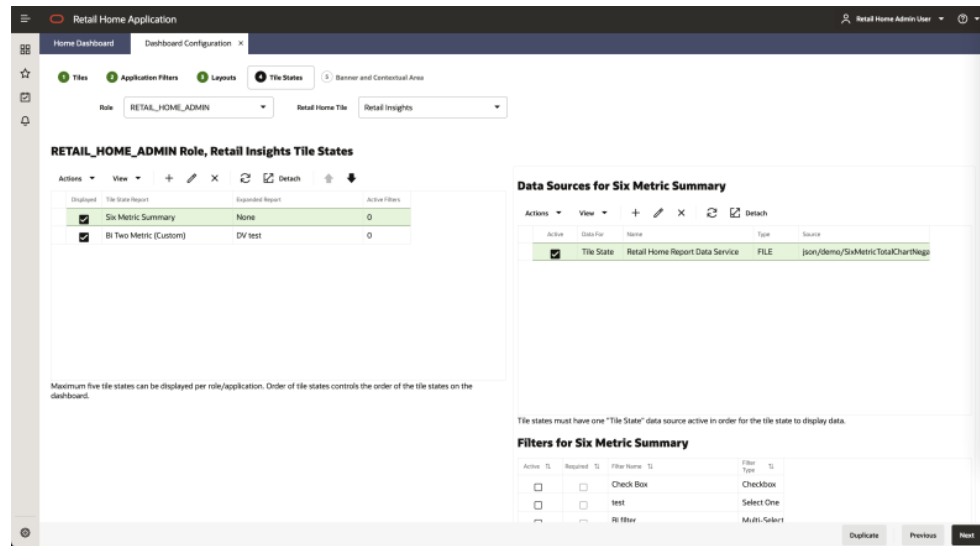 Retail Home Application
Retail Home Admin User
Home Dashboard
Dashboard Configuration ×
1 Tiles
2 Application Filters
3 Layouts
4 Tile States
5 Banner and Contextual Area
Role RETAIL_HOME_ADMIN
Retail Home Tile Retail Insights
RETAIL_HOME_ADMIN Role, Retail Insights Tile States
Actions View Detach
Displayed Tile State Report Expanded Report Active Filters
Six Metric Summary None 0
BI Two Metric (Custom) DV test 0
Maximum five tile states can be displayed per role/application. Order of tile states controls the order of the tile states on the
dashboard.
Data Sources for Six Metric Summary
Actions View Detach
Active Data For Name Type Source
Tile State Retail Home Report Data Service FILE json/demo/SixMetricTotalChartNega
Tile states must have one "Tile State" data source active in order for the tile state to display data.
Filters for Six Metric Summary
Active Required Filter Name Filter
Type
Check Box Checkbox
test Select One
BI filter Multi-Select
Duplicate Previous Next